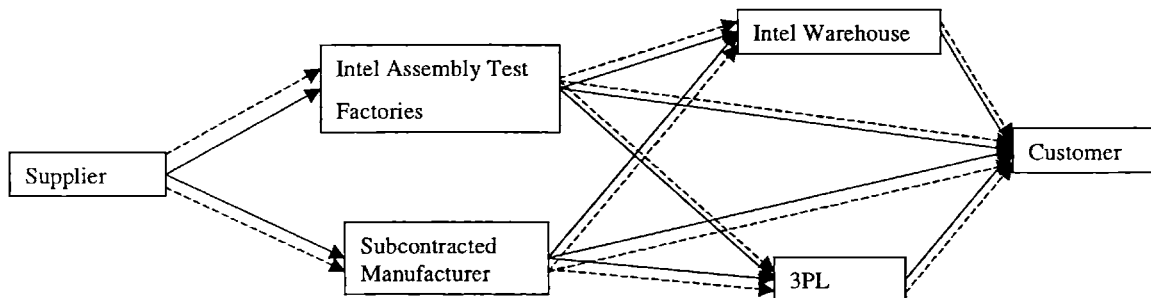 Intel Warehouse
Intel Assembly Test
Factories
Customer
Supplier
Subcontracted
Manufacturer
3PL